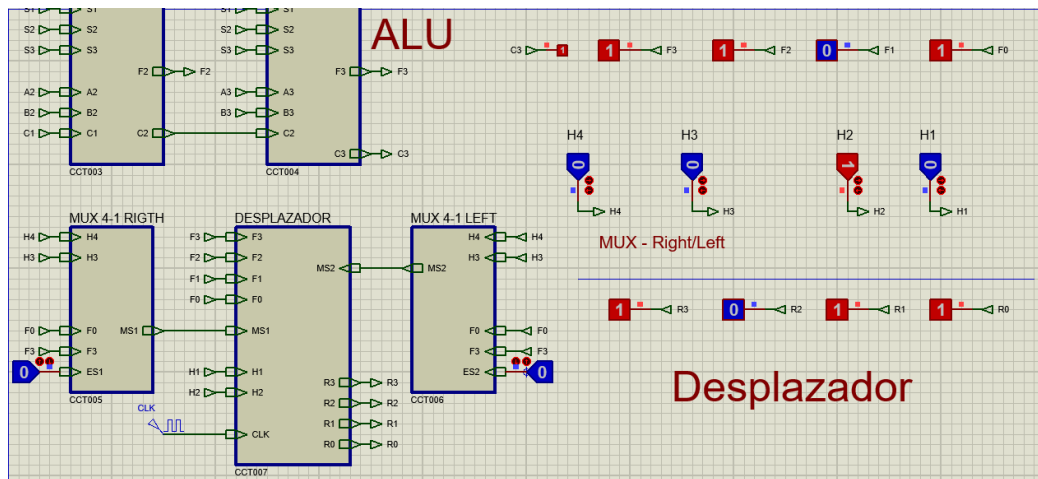 S1 S1 S1 S1
S2 S2 S2 S2
S3 S3 S3 S3
ALU
C3 1 1 F3 1 F2 0 F1 1 F0
F2 F2 F3 F3
A2 A2 A3 A3
B2 B2 B3 B3
C1 C1 C2 C2
C3 C3
CCT003 CCT004
H4 H3 H2 H1
0 0 1 0
H4 H3 H2 H1
MUX - Right/Left
MUX 4-1 RIGTH DESPLAZADOR MUX 4-1 LEFT
H4 H4 F3 F3 H4 H4
H3 H3 F2 F2 MS2 MS2 H3 H3
F1 F1
F0 F0
F0 F0 MS1 MS1 F0 F0
F3 F3 F3 F3
0 ES1 H1 H1 ES2 0
H2 H2 R3 R3
R2 R2
R1 R1
R0 R0
CCT005 CCT006
CLK CLK
CCT007
1 R3 0 R2 1 R1 1 R0
Desplazador